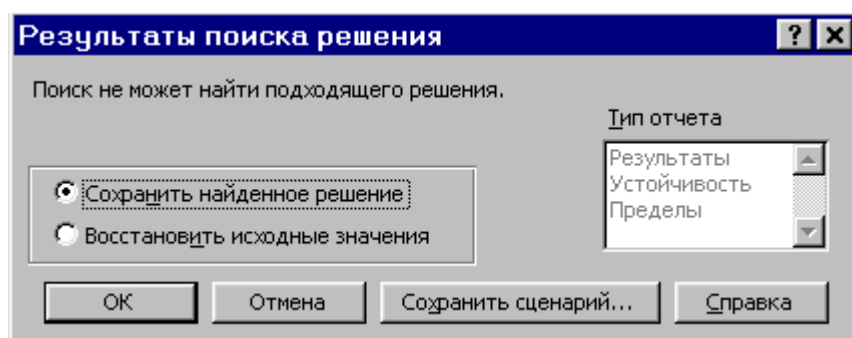 Результаты поиска решения
Поиск не может найти подходящего решения.
Тип отчета
Результаты
Устойчивость
Пределы
Сохранить найденное решение
Восстановить исходные значения
ОК Отмена Сохранить сценарий... Справка